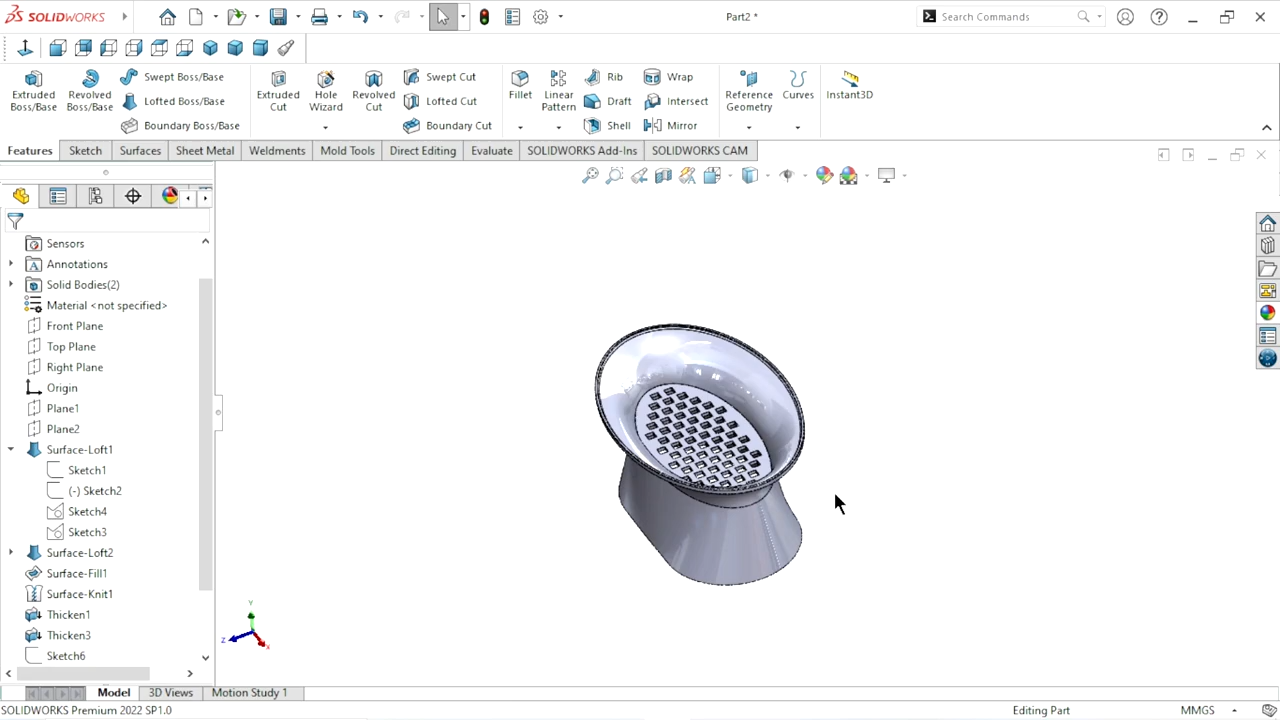 SOLIDWORKS
Part2 *
Search Commands
Extruded Boss/Base
Revolved Boss/Base
Swept Boss/Base
Lofted Boss/Base
Boundary Boss/Base
Extruded Cut
Hole Wizard
Revolved Cut
Swept Cut
Lofted Cut
Boundary Cut
Fillet
Linear Pattern
Rib
Draft
Shell
Wrap
Intersect
Mirror
Reference Geometry
Curves
Instant3D
Features
Sketch
Surfaces
Sheet Metal
Weldments
Mold Tools
Direct Editing
Evaluate
SOLIDWORKS Add-Ins
SOLIDWORKS CAM
Sensors
Annotations
Solid Bodies(2)
Material <not specified>
Front Plane
Top Plane
Right Plane
Origin
Plane1
Plane2
Surface-Loft1
Sketch1
(-) Sketch2
Sketch4
Sketch3
Surface-Loft2
Surface-Fill1
Surface-Knit1
Thicken1
Thicken3
Sketch6
Y
Z
X
Model
3D Views
Motion Study 1
SOLIDWORKS Premium 2022 SP1.0
Editing Part
MMGS